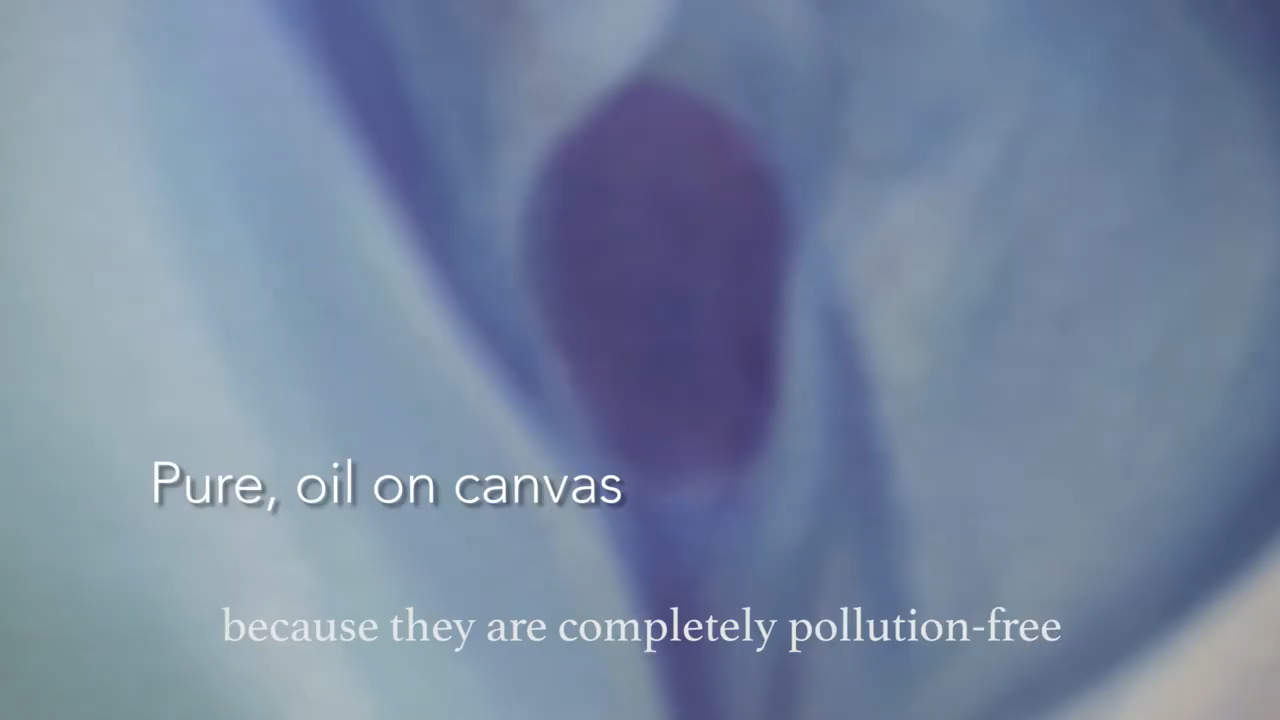 Pure, oil on canvas
because they are completely pollution-free